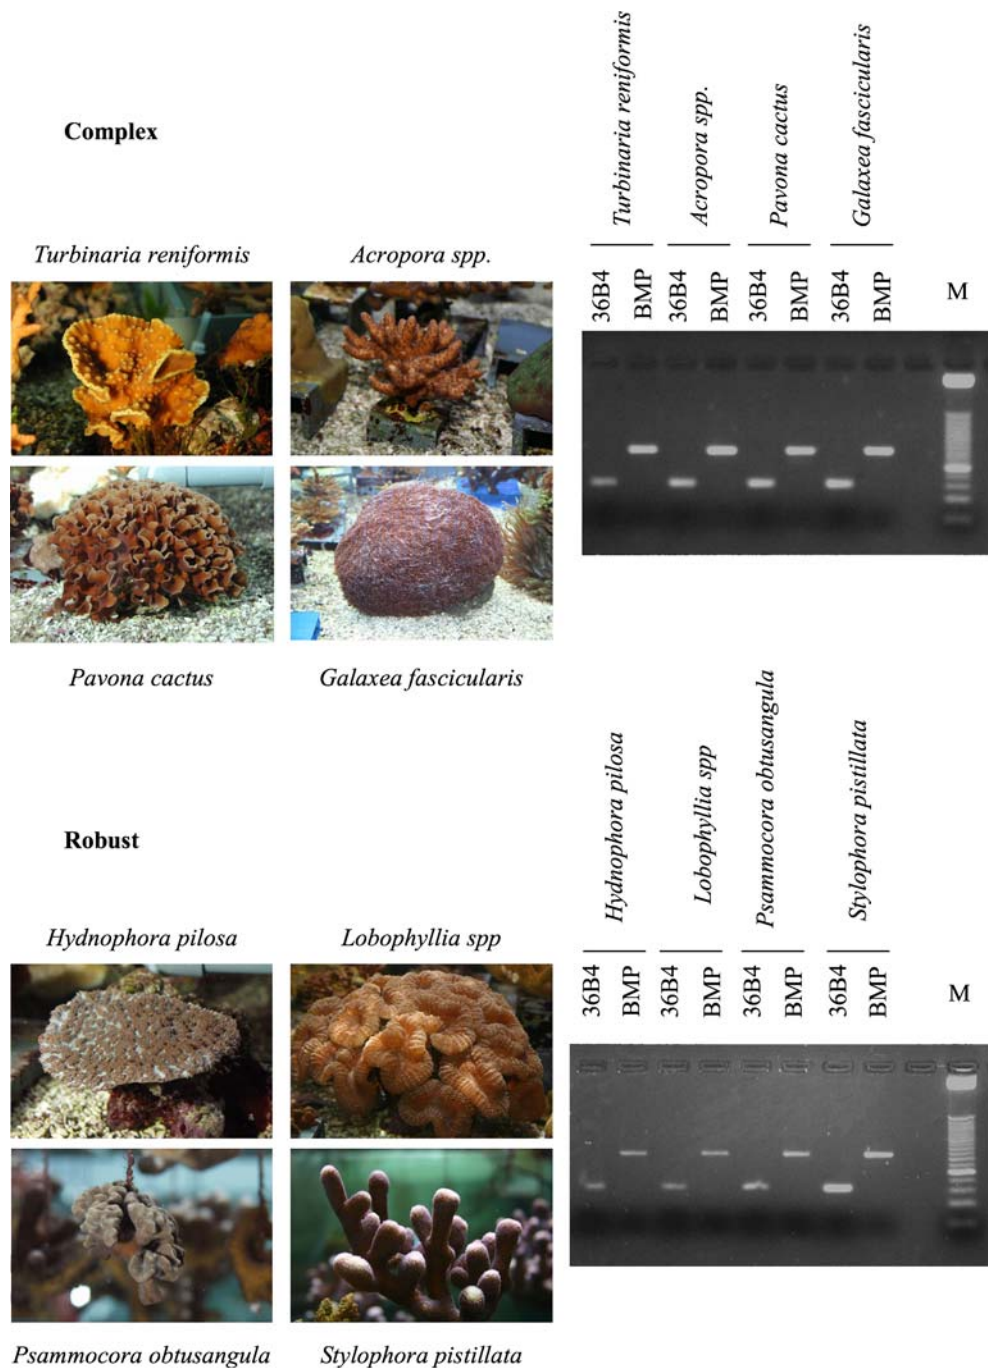 Complex
Turbinaria reniformis
Acropora spp.
Pavona cactus
Galaxea fascicularis
Turbinaria reniformis
Acropora spp.
Pavona cactus
Galaxea fascicularis
36B4
BMP
36B4
BMP
36B4
BMP
36B4
BMP
M
Robust
Hydnophora pilosa
Lobophyllia spp
Psammocora obtusangula
Stylophora pistillata
Hydnophora pilosa
Lobophyllia spp
Psammocora obtusangula
Stylophora pistillata
36B4
BMP
36B4
BMP
36B4
BMP
36B4
BMP
M